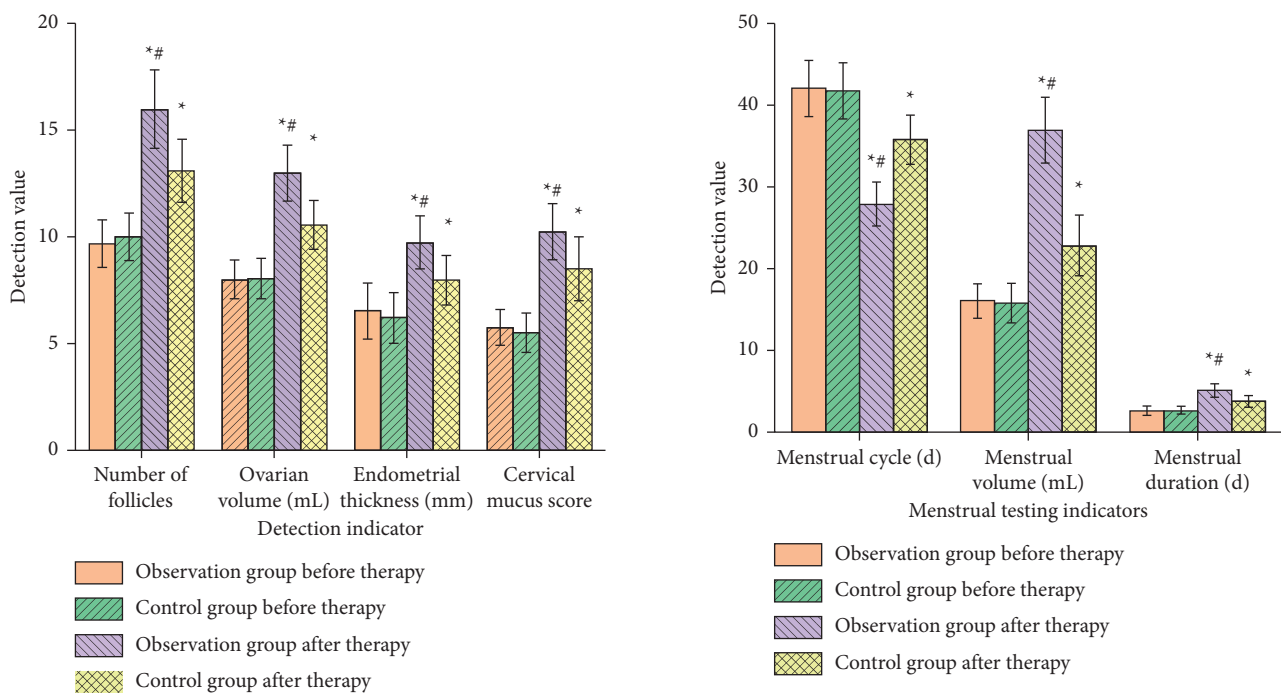 20
15
10
5
0
Detection value
*#
*
*#
*
*#
*
*#
*
Number of
follicles
Ovarian
volume (mL)
Endometrial
thickness (mm)
Cervical
mucus score
Detection indicator
Observation group before therapy
Control group before therapy
Observation group after therapy
Control group after therapy
50
40
30
20
10
0
Detection value
*#
*
*#
*
*#
*
Menstrual cycle (d)
Menstrual
volume (mL)
Menstrual
duration (d)
Menstrual testing indicators
Observation group before therapy
Control group before therapy
Observation group after therapy
Control group after therapy